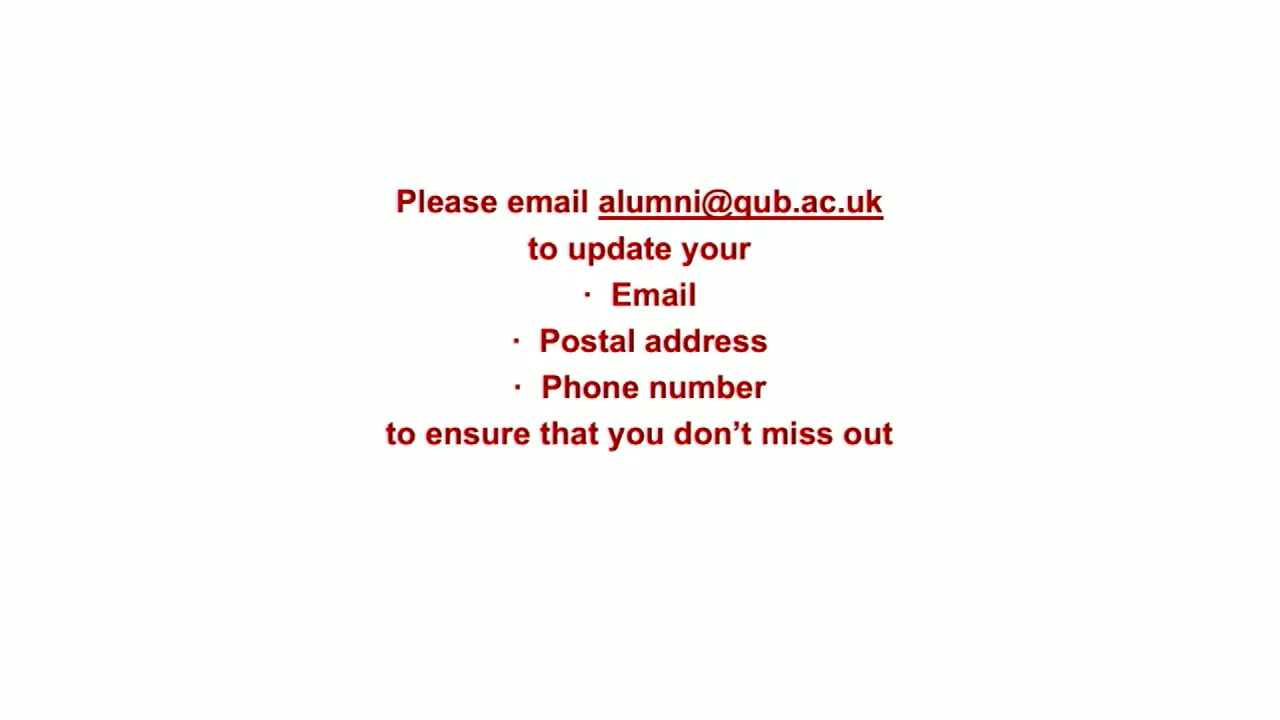 Please email alumni@qub.ac.uk
to update your
· Email
· Postal address
· Phone number
to ensure that you don’t miss out